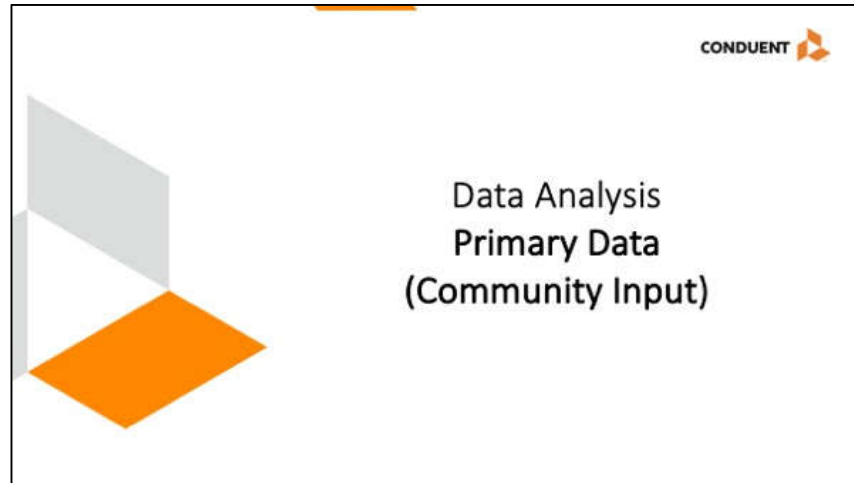 CONDUENT
Data Analysis
Primary Data
(Community Input)